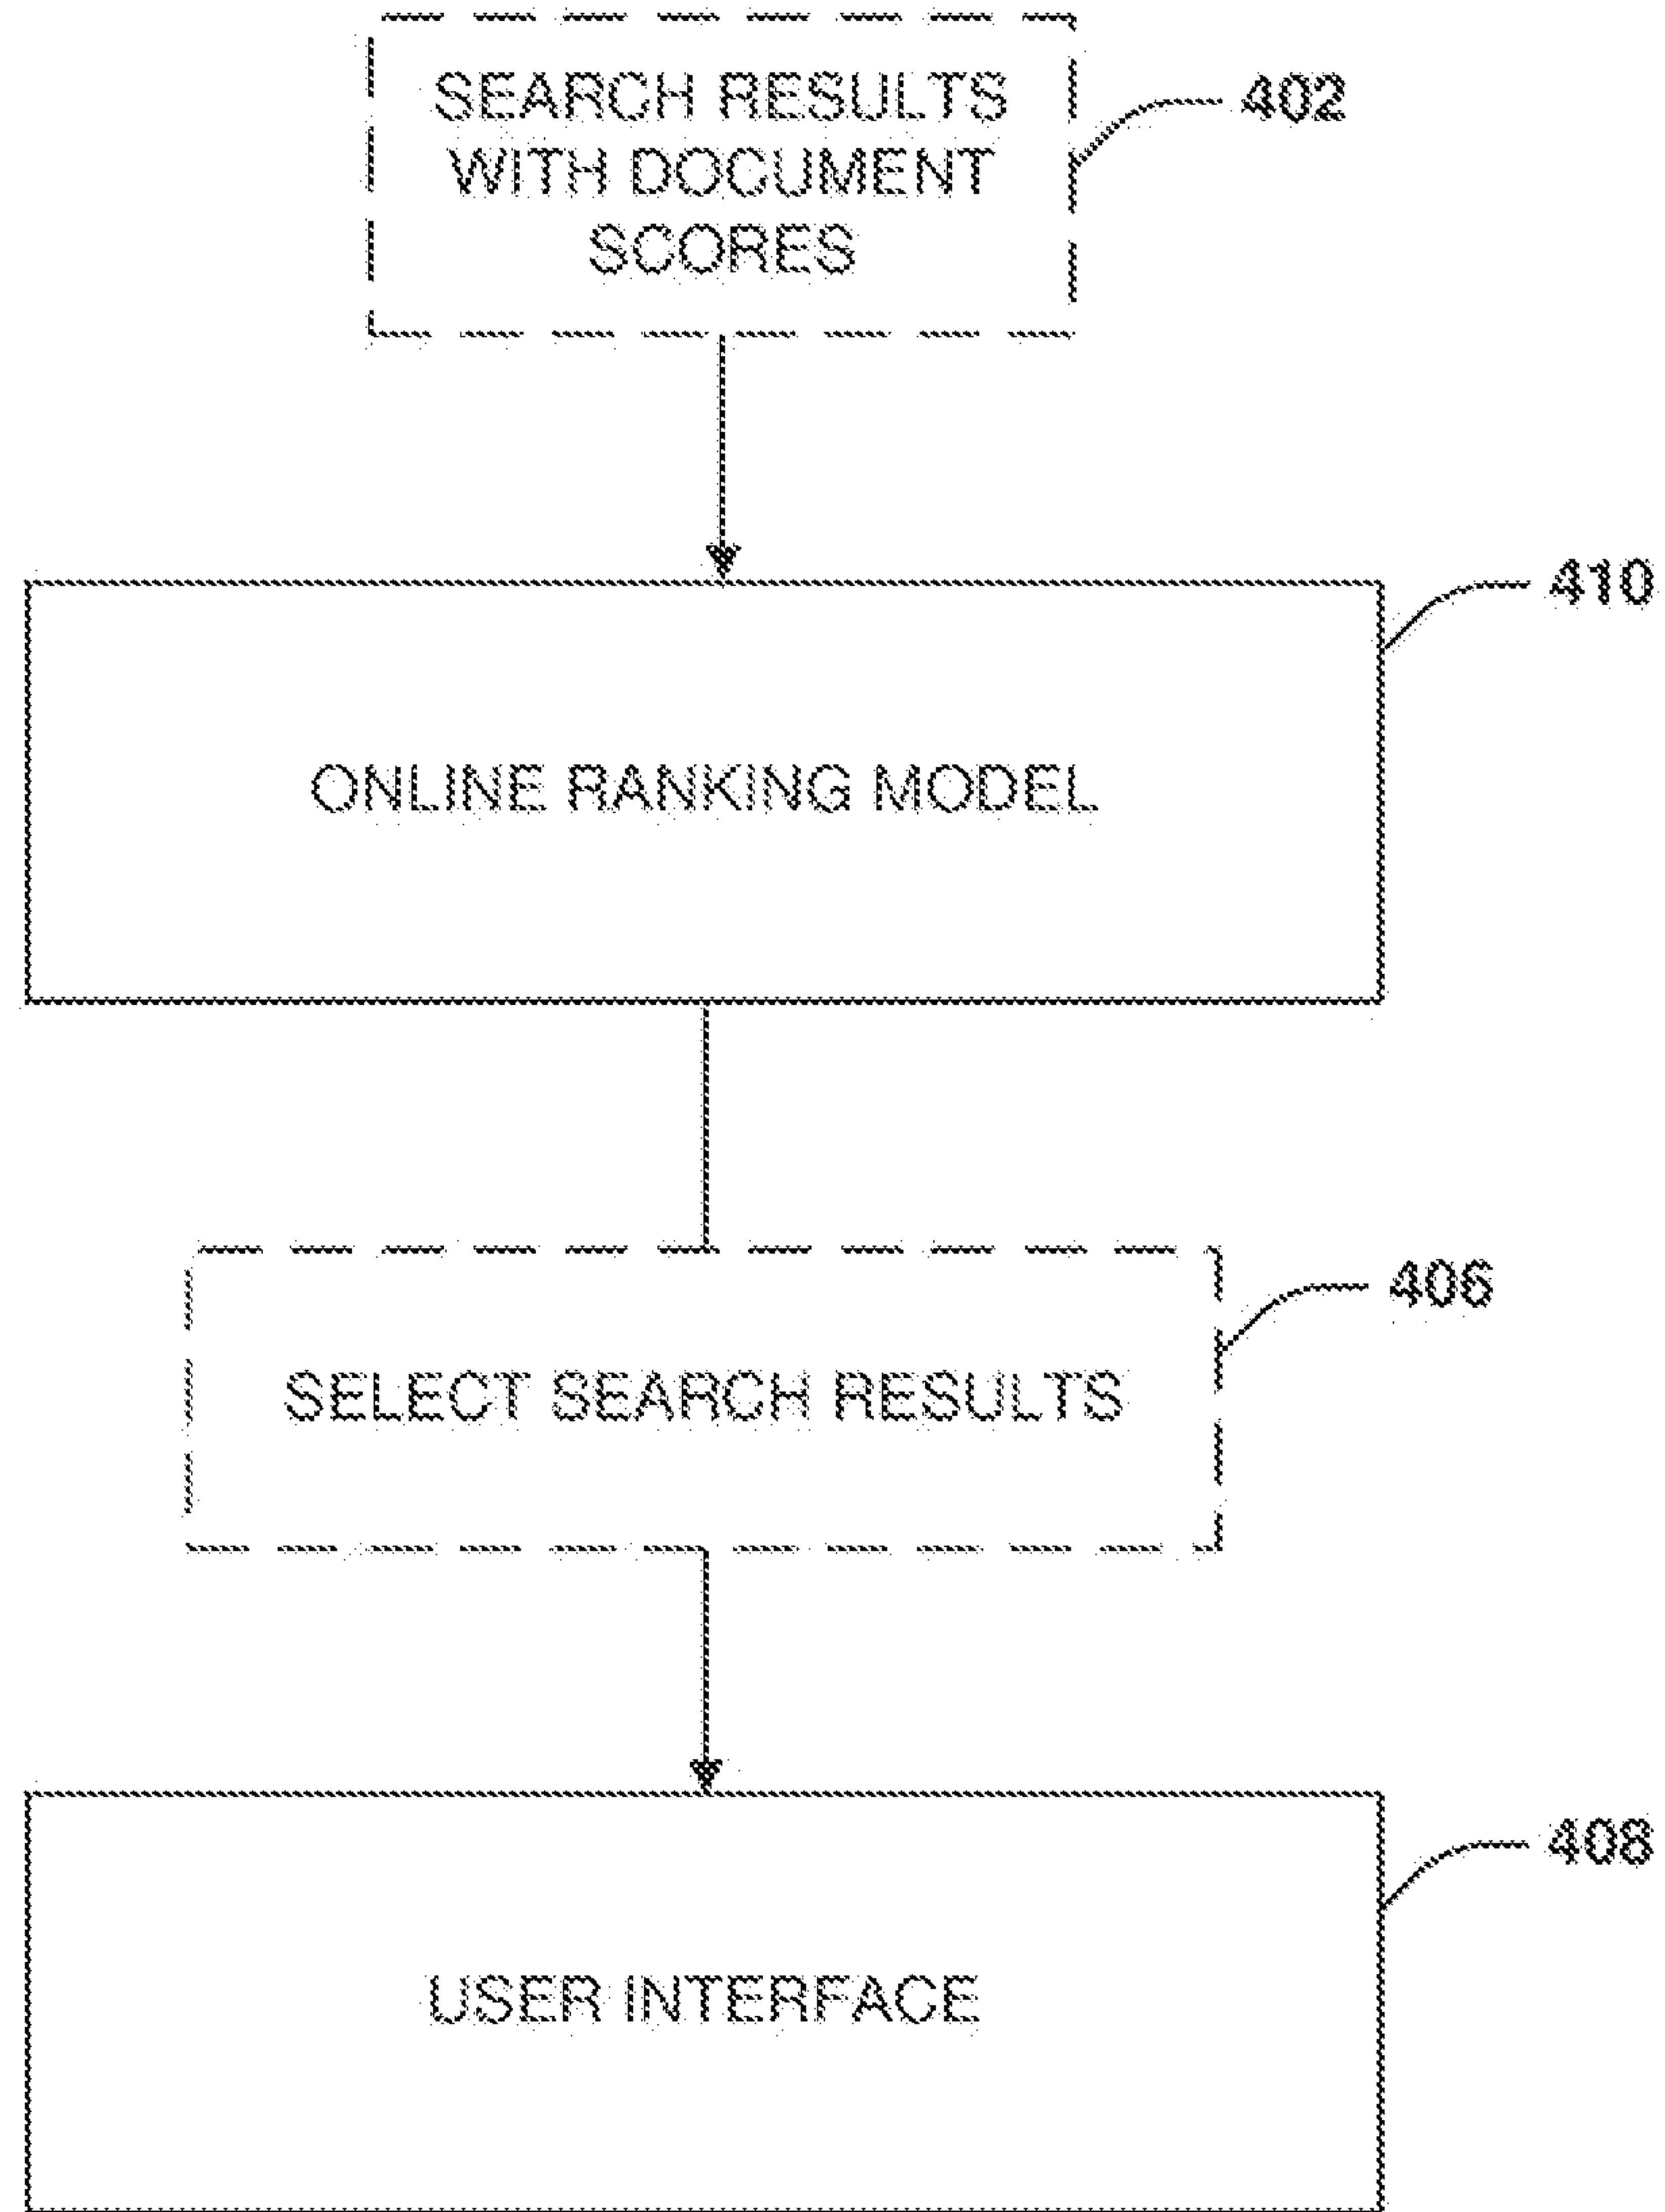 SEARCH RESULTS
WITH DOCUMENT
SCORES
402
410
ONLINE RANKING MODEL
406
SELECT SEARCH RESULTS
408
USER INTERFACE